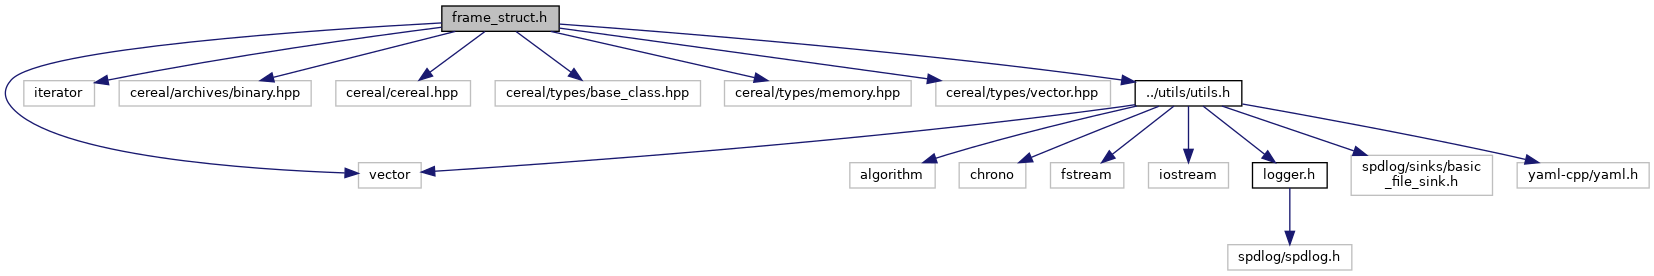 frame_struct.h
iterator
cereal/archives/binary.hpp
cereal/cereal.hpp
cereal/types/base_class.hpp
cereal/types/memory.hpp
cereal/types/vector.hpp
../utils/utils.h
vector
algorithm
chrono
fstream
iostream
logger.h
spdlog/sinks/basic
_file_sink.h
yaml-cpp/yaml.h
spdlog/spdlog.h